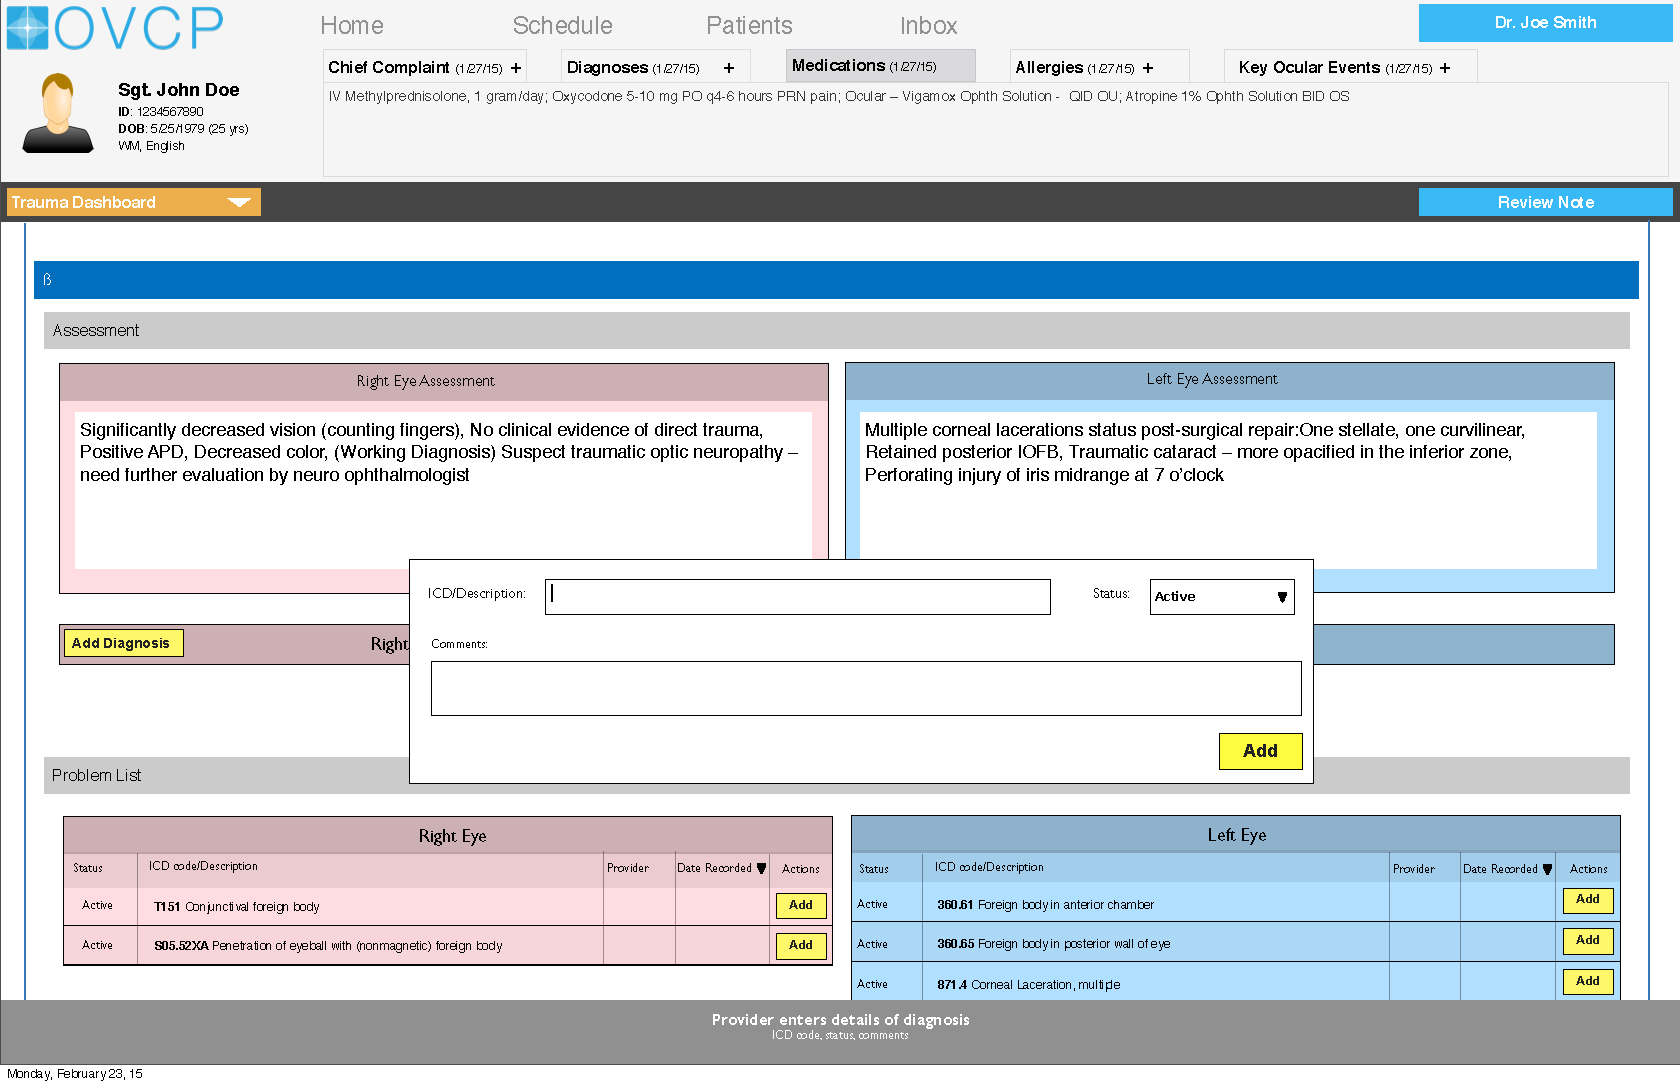 OVCP
Home Schedule Patients Inbox
Dr. Joe Smith
Chief Complaint (1/27/15) + Diagnoses (1/27/15) + Medications (1/27/15) Allergies (1/27/15) + Key Ocular Events (1/27/15) +
Sgt. John Doe
ID: 1234567890
DOB: 5/25/1979 (25 yrs)
WM, English
IV Methylprednisolone, 1 gram/day; Oxycodone 5-10 mg PO q4-6 hours PRN pain; Ocular – Vigamox Ophth Solution - QID OU; Atropine 1% Ophth Solution BID OS
Trauma Dashboard
Review Note
ß
Assessment
Right Eye Assessment
Significantly decreased vision (counting fingers), No clinical evidence of direct trauma,
Positive APD, Decreased color, (Working Diagnosis) Suspect traumatic optic neuropathy –
need further evaluation by neuro ophthalmologist
Left Eye Assessment
Multiple corneal lacerations status post-surgical repair:One stellate, one curvilinear,
Retained posterior IOFB, Traumatic cataract – more opacified in the inferior zone,
Perforating injury of iris midrange at 7 o’clock
Add Diagnosis
Right
ICD/Description:
Status: Active ▼
Comments:
Add
Problem List
Right Eye
Status ICD code/Description Provider Date Recorded ▼ Actions
Active T151 Conjunctival foreign body Add
Active S05.52XA Penetration of eyeball with (nonmagnetic) foreign body Add
Left Eye
Status ICD code/Description Provider Date Recorded ▼ Actions
Active 360.61 Foreign body in anterior chamber Add
Active 360.65 Foreign body in posterior wall of eye Add
Active 871.4 Corneal Laceration, multiple Add
Provider enters details of diagnosis
ICD code, status, comments
Monday, February 23, 15